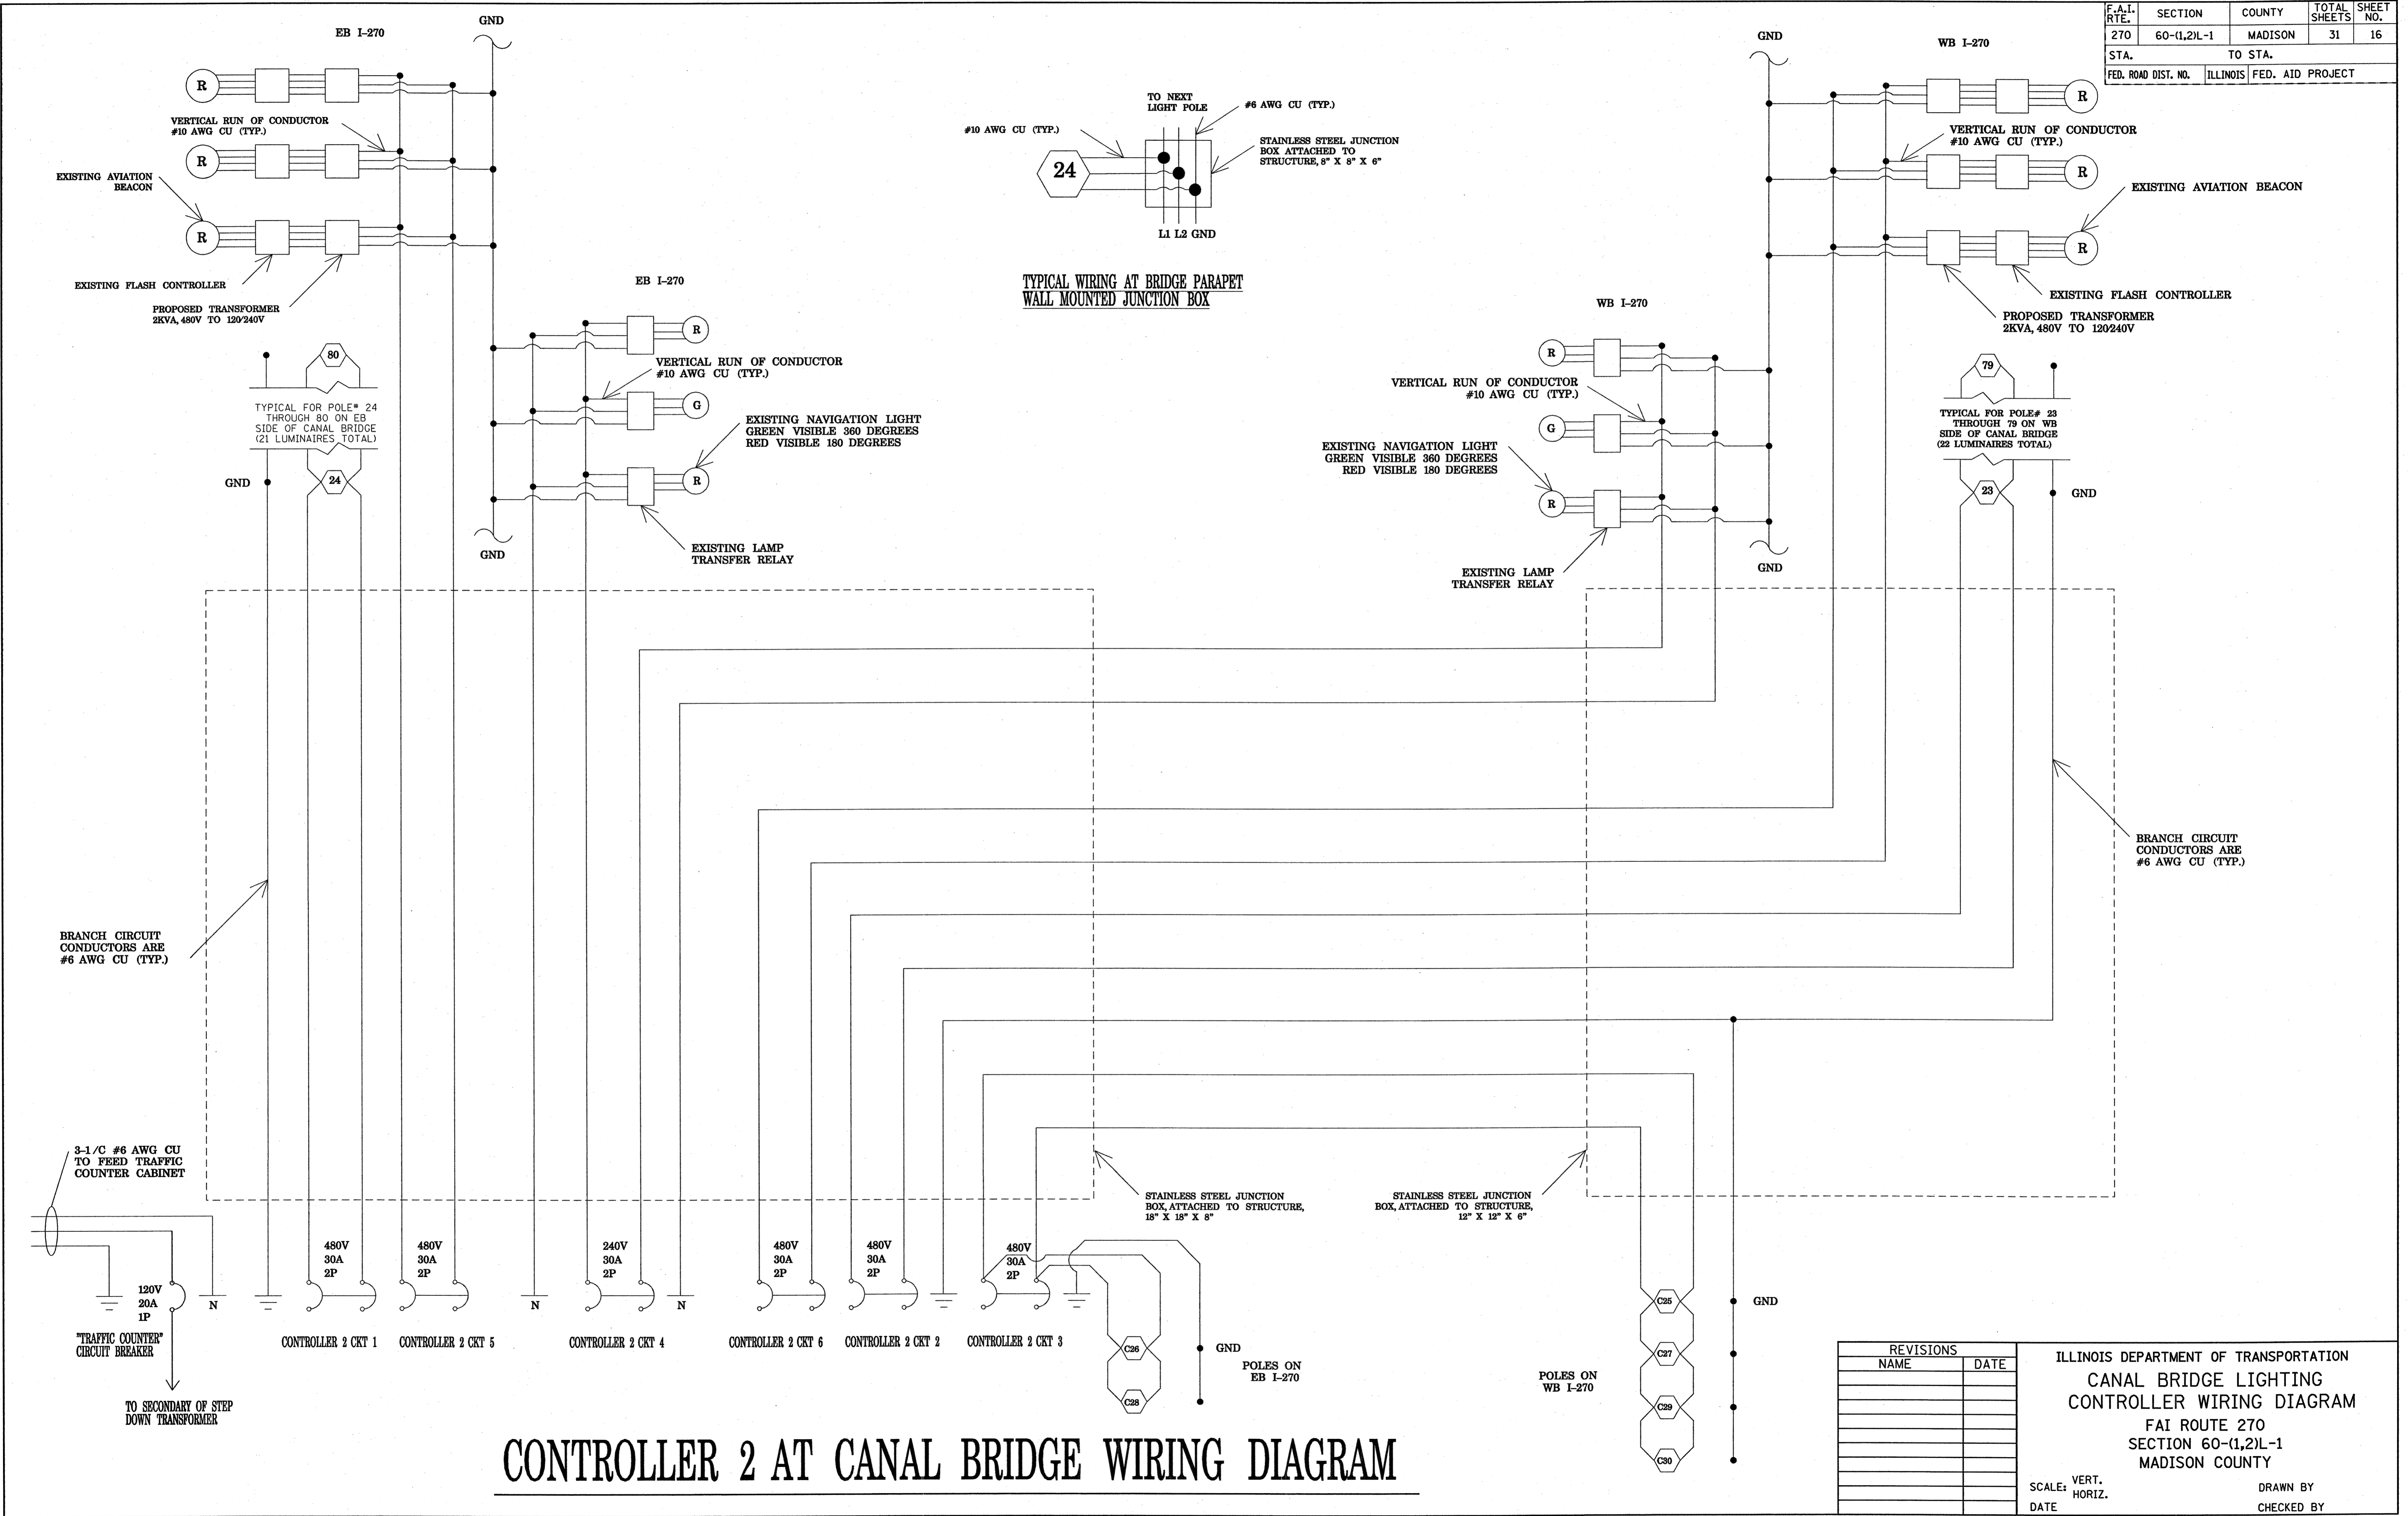 F.A.I. RTE. SECTION COUNTY TOTAL SHEETS SHEET NO.
270 60-(1,2)L-1 MADISON 31 16
STA. TO STA.
FED. ROAD DIST. NO. ILLINOIS FED. AID PROJECT
GND
EB I-270
R
VERTICAL RUN OF CONDUCTOR
#10 AWG CU (TYP.)
R
EXISTING AVIATION
BEACON
R
EXISTING FLASH CONTROLLER
PROPOSED TRANSFORMER
2KVA, 480V TO 120/240V
80
TYPICAL FOR POLE# 24
THROUGH 80 ON EB
SIDE OF CANAL BRIDGE
(21 LUMINAIRES TOTAL)
GND
24
EB I-270
R
VERTICAL RUN OF CONDUCTOR
#10 AWG CU (TYP.)
G
EXISTING NAVIGATION LIGHT
GREEN VISIBLE 360 DEGREES
RED VISIBLE 180 DEGREES
R
GND
EXISTING LAMP
TRANSFER RELAY
TO NEXT
LIGHT POLE
#6 AWG CU (TYP.)
#10 AWG CU (TYP.)
STAINLESS STEEL JUNCTION
BOX ATTACHED TO
STRUCTURE, 8" X 8" X 6"
24
L1 L2 GND
TYPICAL WIRING AT BRIDGE PARAPET
WALL MOUNTED JUNCTION BOX
GND
WB I-270
R
VERTICAL RUN OF CONDUCTOR
#10 AWG CU (TYP.)
R
EXISTING AVIATION BEACON
R
EXISTING FLASH CONTROLLER
PROPOSED TRANSFORMER
2KVA, 480V TO 120/240V
WB I-270
R
VERTICAL RUN OF CONDUCTOR
#10 AWG CU (TYP.)
G
EXISTING NAVIGATION LIGHT
GREEN VISIBLE 360 DEGREES
RED VISIBLE 180 DEGREES
R
EXISTING LAMP
TRANSFER RELAY
GND
79
TYPICAL FOR POLE# 23
THROUGH 79 ON WB
SIDE OF CANAL BRIDGE
(22 LUMINAIRES TOTAL)
23
GND
BRANCH CIRCUIT
CONDUCTORS ARE
#6 AWG CU (TYP.)
BRANCH CIRCUIT
CONDUCTORS ARE
#6 AWG CU (TYP.)
3-1/C #6 AWG CU
TO FEED TRAFFIC
COUNTER CABINET
STAINLESS STEEL JUNCTION
BOX, ATTACHED TO STRUCTURE,
18" X 18" X 8"
STAINLESS STEEL JUNCTION
BOX, ATTACHED TO STRUCTURE,
12" X 12" X 6"
120V
20A
1P
"TRAFFIC COUNTER"
CIRCUIT BREAKER
N
TO SECONDARY OF STEP
DOWN TRANSFORMER
480V
30A
2P
CONTROLLER 2 CKT 1
480V
30A
2P
CONTROLLER 2 CKT 5
N
240V
30A
2P
N
CONTROLLER 2 CKT 4
480V
30A
2P
CONTROLLER 2 CKT 6
480V
30A
2P
CONTROLLER 2 CKT 2
480V
30A
2P
CONTROLLER 2 CKT 3
C26
GND
POLES ON
EB I-270
C28
C25
GND
C27
POLES ON
WB I-270
C29
C30
CONTROLLER 2 AT CANAL BRIDGE WIRING DIAGRAM
REVISIONS
NAME DATE
ILLINOIS DEPARTMENT OF TRANSPORTATION
CANAL BRIDGE LIGHTING
CONTROLLER WIRING DIAGRAM
FAI ROUTE 270
SECTION 60-(1,2)L-1
MADISON COUNTY
SCALE: VERT.
HORIZ.
DRAWN BY
DATE
CHECKED BY